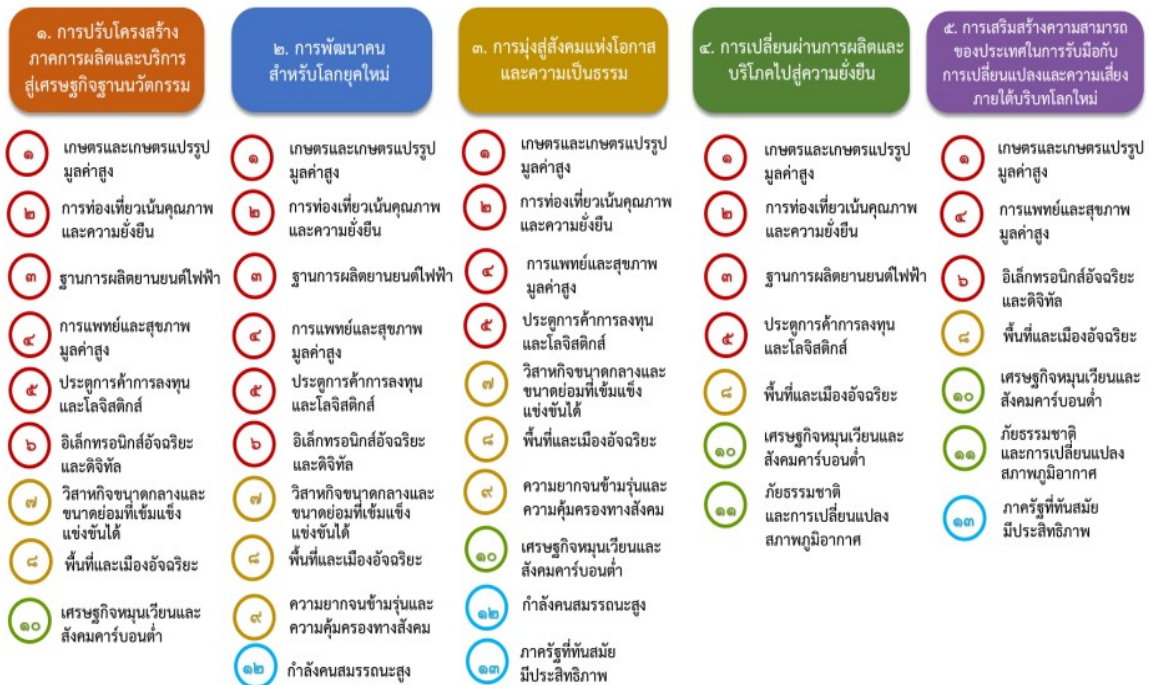 ๑. การปรับโครงสร้าง
ภาคการผลิตและบริการ
สู่เศรษฐกิจฐานนวัตกรรม
๑
เกษตรและเกษตรแปรรูป
มูลค่าสูง
๒
การท่องเที่ยวเน้นคุณภาพ
และความยั่งยืน
๓
ฐานการผลิตยานยนต์ไฟฟ้า
๔
การแพทย์และสุขภาพ
มูลค่าสูง
๕
ประตูการค้าการลงทุน
และโลจิสติกส์
๖
อิเล็กทรอนิกส์อัจฉริยะ
และดิจิทัล
๗
วิสาหกิจขนาดกลางและ
ขนาดย่อมที่เข้มแข็ง
แข่งขันได้
๘
พื้นที่และเมืองอัจฉริยะ
๑๐
เศรษฐกิจหมุนเวียนและ
สังคมคาร์บอนต่ำ
๒. การพัฒนาคน
สำหรับโลกยุคใหม่
๑
เกษตรและเกษตรแปรรูป
มูลค่าสูง
๒
การท่องเที่ยวเน้นคุณภาพ
และความยั่งยืน
๓
ฐานการผลิตยานยนต์ไฟฟ้า
๔
การแพทย์และสุขภาพ
มูลค่าสูง
๕
ประตูการค้าการลงทุน
และโลจิสติกส์
๖
อิเล็กทรอนิกส์อัจฉริยะ
และดิจิทัล
๗
วิสาหกิจขนาดกลางและ
ขนาดย่อมที่เข้มแข็ง
แข่งขันได้
๘
พื้นที่และเมืองอัจฉริยะ
๙
ความยากจนข้ามรุ่นและ
ความคุ้มครองทางสังคม
๑๒
กำลังคนสมรรถนะสูง
๓. การมุ่งสู่สังคมแห่งโอกาส
และความเป็นธรรม
๑
เกษตรและเกษตรแปรรูป
มูลค่าสูง
๒
การท่องเที่ยวเน้นคุณภาพ
และความยั่งยืน
๔
การแพทย์และสุขภาพ
มูลค่าสูง
๕
ประตูการค้าการลงทุน
และโลจิสติกส์
๗
วิสาหกิจขนาดกลางและ
ขนาดย่อมที่เข้มแข็ง
แข่งขันได้
๘
พื้นที่และเมืองอัจฉริยะ
๙
ความยากจนข้ามรุ่นและ
ความคุ้มครองทางสังคม
๑๐
เศรษฐกิจหมุนเวียนและ
สังคมคาร์บอนต่ำ
๑๒
กำลังคนสมรรถนะสูง
๑๓
ภาครัฐที่ทันสมัย
มีประสิทธิภาพ
๔. การเปลี่ยนผ่านการผลิตและ
บริโภคไปสู่ความยั่งยืน
๑
เกษตรและเกษตรแปรรูป
มูลค่าสูง
๒
การท่องเที่ยวเน้นคุณภาพ
และความยั่งยืน
๓
ฐานการผลิตยานยนต์ไฟฟ้า
๕
ประตูการค้าการลงทุน
และโลจิสติกส์
๘
พื้นที่และเมืองอัจฉริยะ
๑๐
เศรษฐกิจหมุนเวียนและ
สังคมคาร์บอนต่ำ
๑๑
ภัยธรรมชาติ
และการเปลี่ยนแปลง
สภาพภูมิอากาศ
๕. การเสริมสร้างความสามารถ
ของประเทศในการรับมือกับ
การเปลี่ยนแปลงและความเสี่ยง
ภายใต้บริบทโลกใหม่
๑
เกษตรและเกษตรแปรรูป
มูลค่าสูง
๔
การแพทย์และสุขภาพ
มูลค่าสูง
๖
อิเล็กทรอนิกส์อัจฉริยะ
และดิจิทัล
๘
พื้นที่และเมืองอัจฉริยะ
๑๐
เศรษฐกิจหมุนเวียนและ
สังคมคาร์บอนต่ำ
๑๑
ภัยธรรมชาติ
และการเปลี่ยนแปลง
สภาพภูมิอากาศ
๑๓
ภาครัฐที่ทันสมัย
มีประสิทธิภาพ